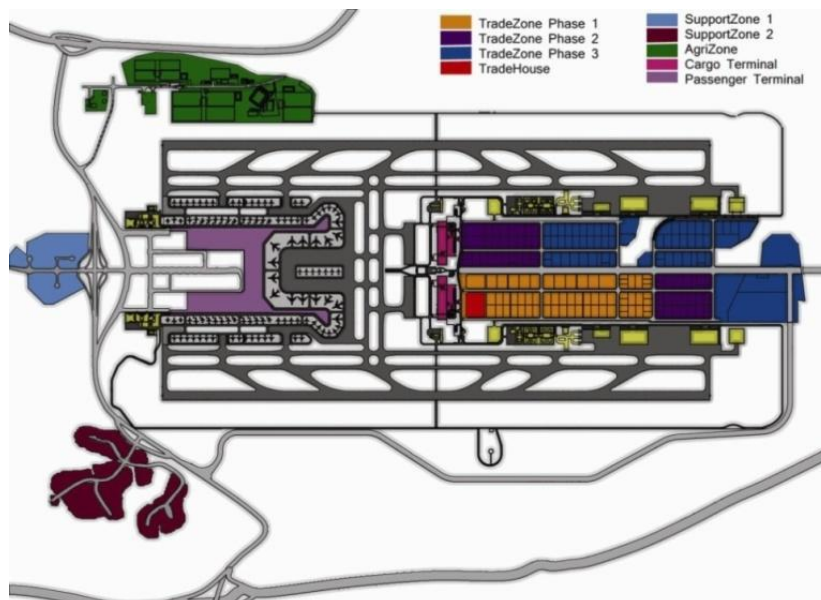 TradeZone Phase 1
TradeZone Phase 2
TradeZone Phase 3
TradeHouse
SupportZone 1
SupportZone 2
AgriZone
Cargo Terminal
Passenger Terminal